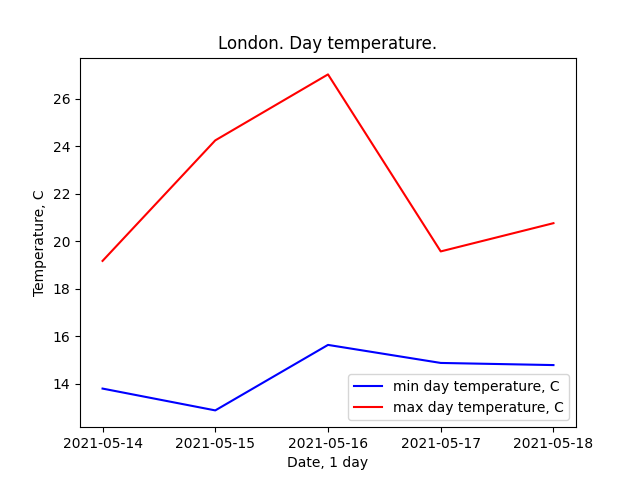 London. Day temperature.
Temperature, C
26
24
22
20
18
16
14
min day temperature, C
max day temperature, C
2021-05-14 2021-05-15 2021-05-16 2021-05-17 2021-05-18
Date, 1 day